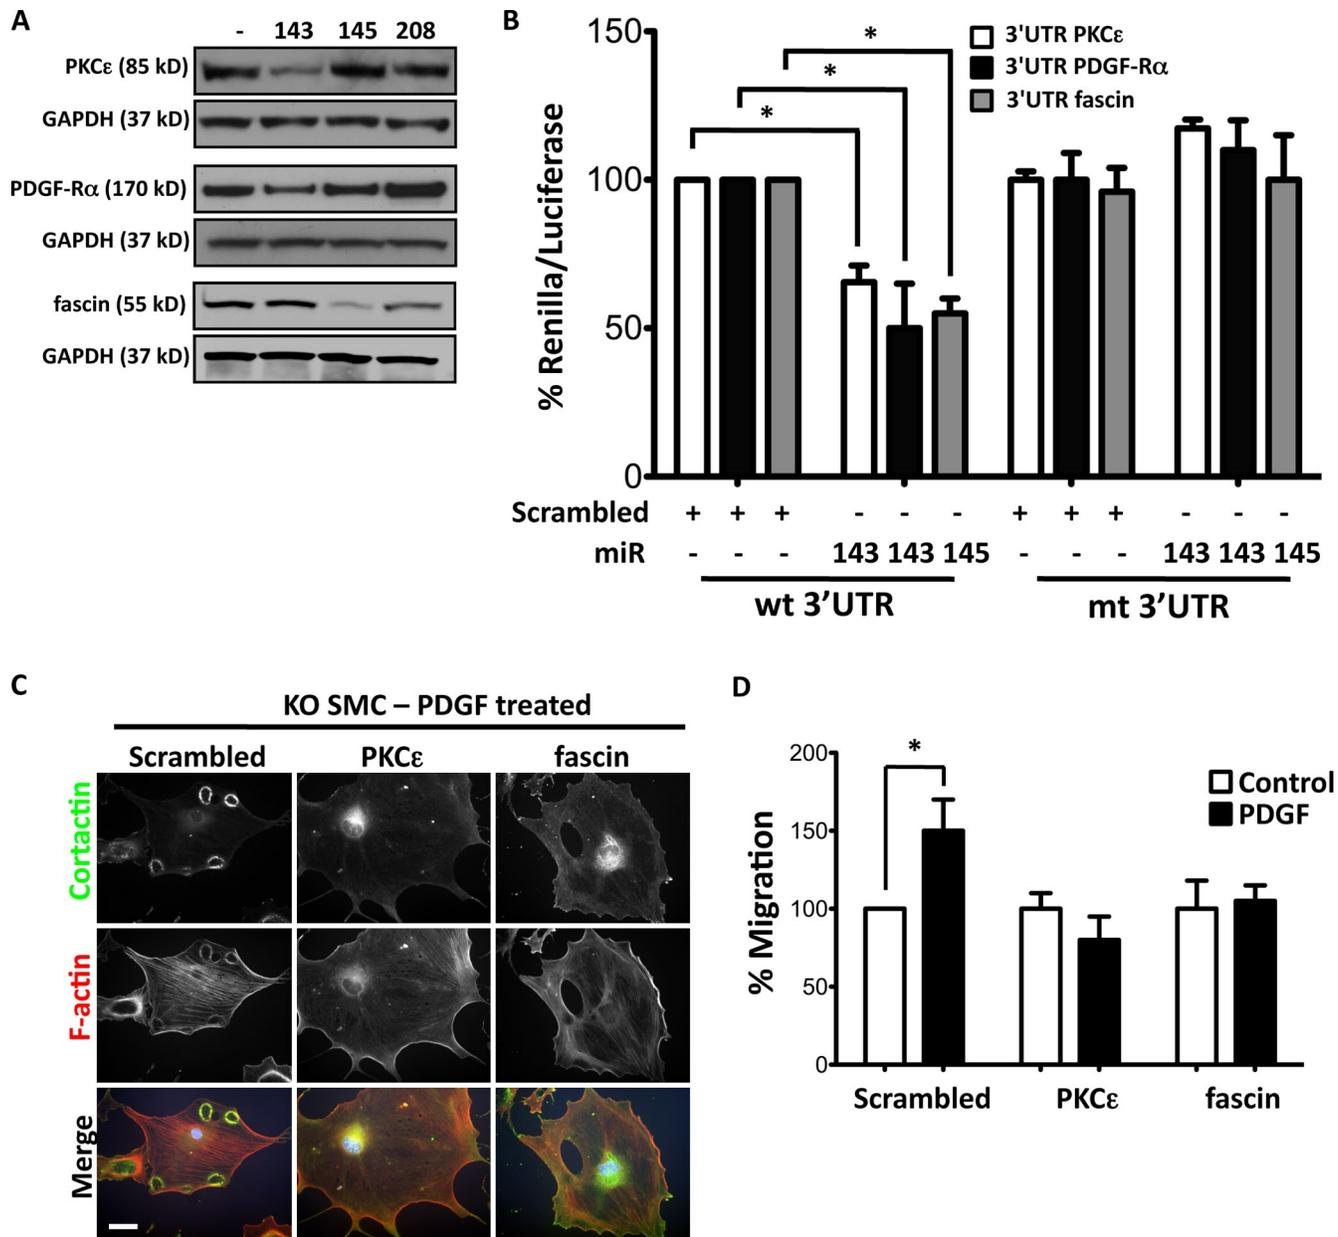 A
- 143 145 208
PKCε (85 kD)
GAPDH (37 kD)
PDGF-Rα (170 kD)
GAPDH (37 kD)
fascin (55 kD)
GAPDH (37 kD)
B
% Renilla/Luciferase
150
100
50
0
* * *
3'UTR PKCε
3'UTR PDGF-Rα
3'UTR fascin
Scrambled + + + - - - + + + - - -
miR - - - 143 143 145 - - - 143 143 145
wt 3’UTR mt 3’UTR
C
KO SMC – PDGF treated
Scrambled PKCε fascin
Cortactin
F-actin
Merge
D
% Migration
200
150
100
50
0
*
Control
PDGF
Scrambled PKCε fascin